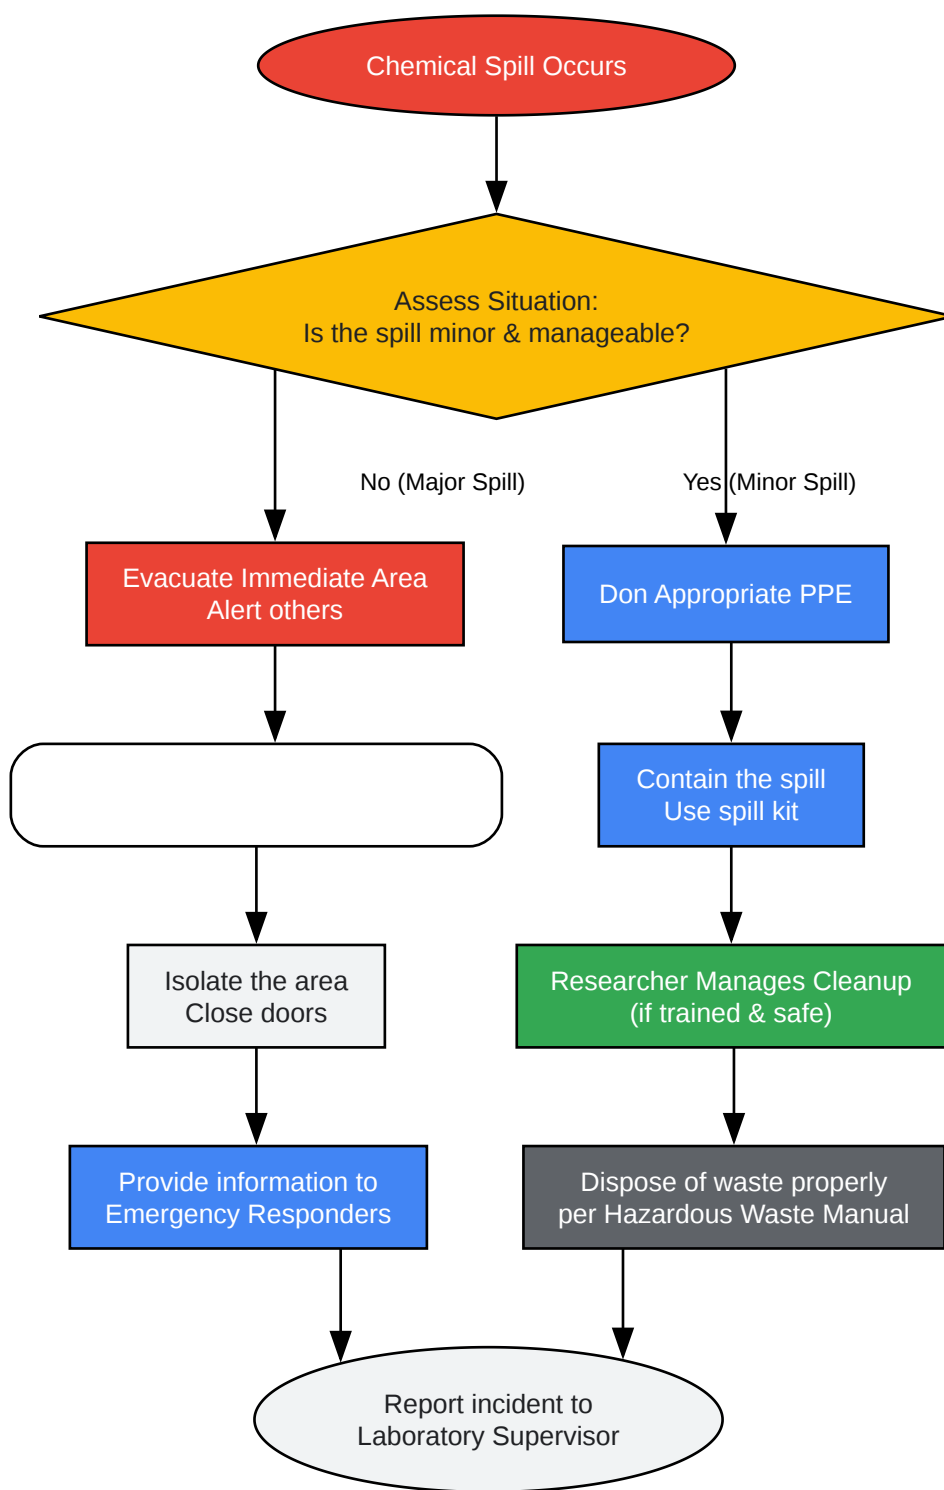 Chemical Spill Occurs
Assess Situation:
Is the spill minor & manageable?
No (Major Spill)
Yes (Minor Spill)
Evacuate Immediate Area
Alert others
Don Appropriate PPE
Contain the spill
Use spill kit
Isolate the area
Close doors
Researcher Manages Cleanup
(if trained & safe)
Provide information to
Emergency Responders
Dispose of waste properly
per Hazardous Waste Manual
Report incident to
Laboratory Supervisor